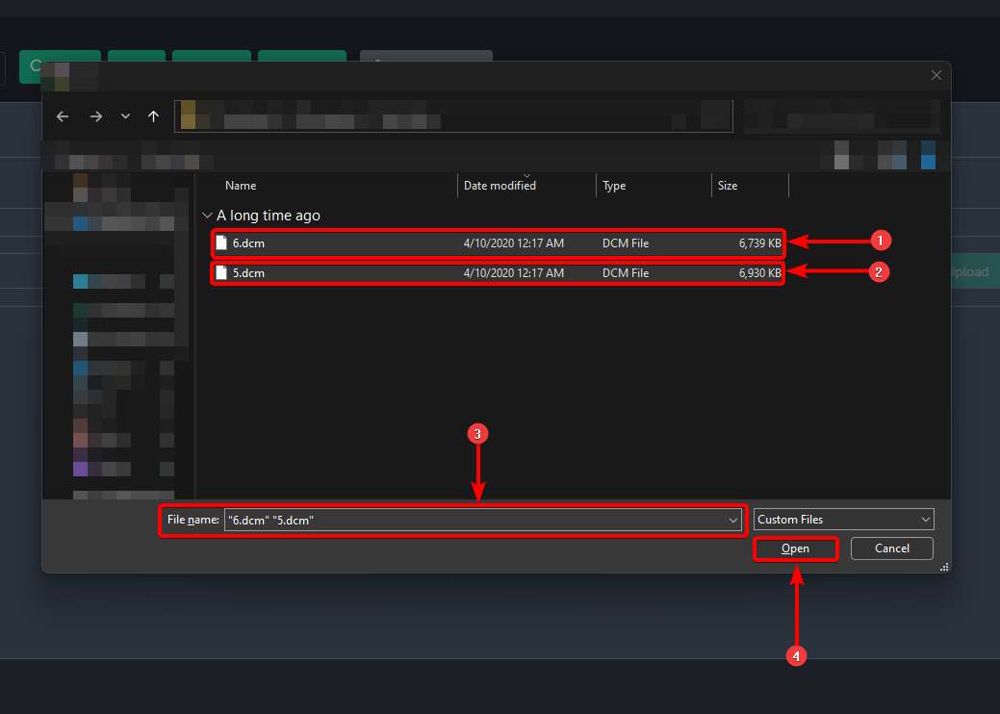 Name Date modified Type Size
A long time ago
6.dcm 4/10/2020 12:17 AM DCM File 6,739 KB 1
5.dcm 4/10/2020 12:17 AM DCM File 6,930 KB 2
Upload
3
File name: "6.dcm" "5.dcm" Custom Files
Open Cancel
4